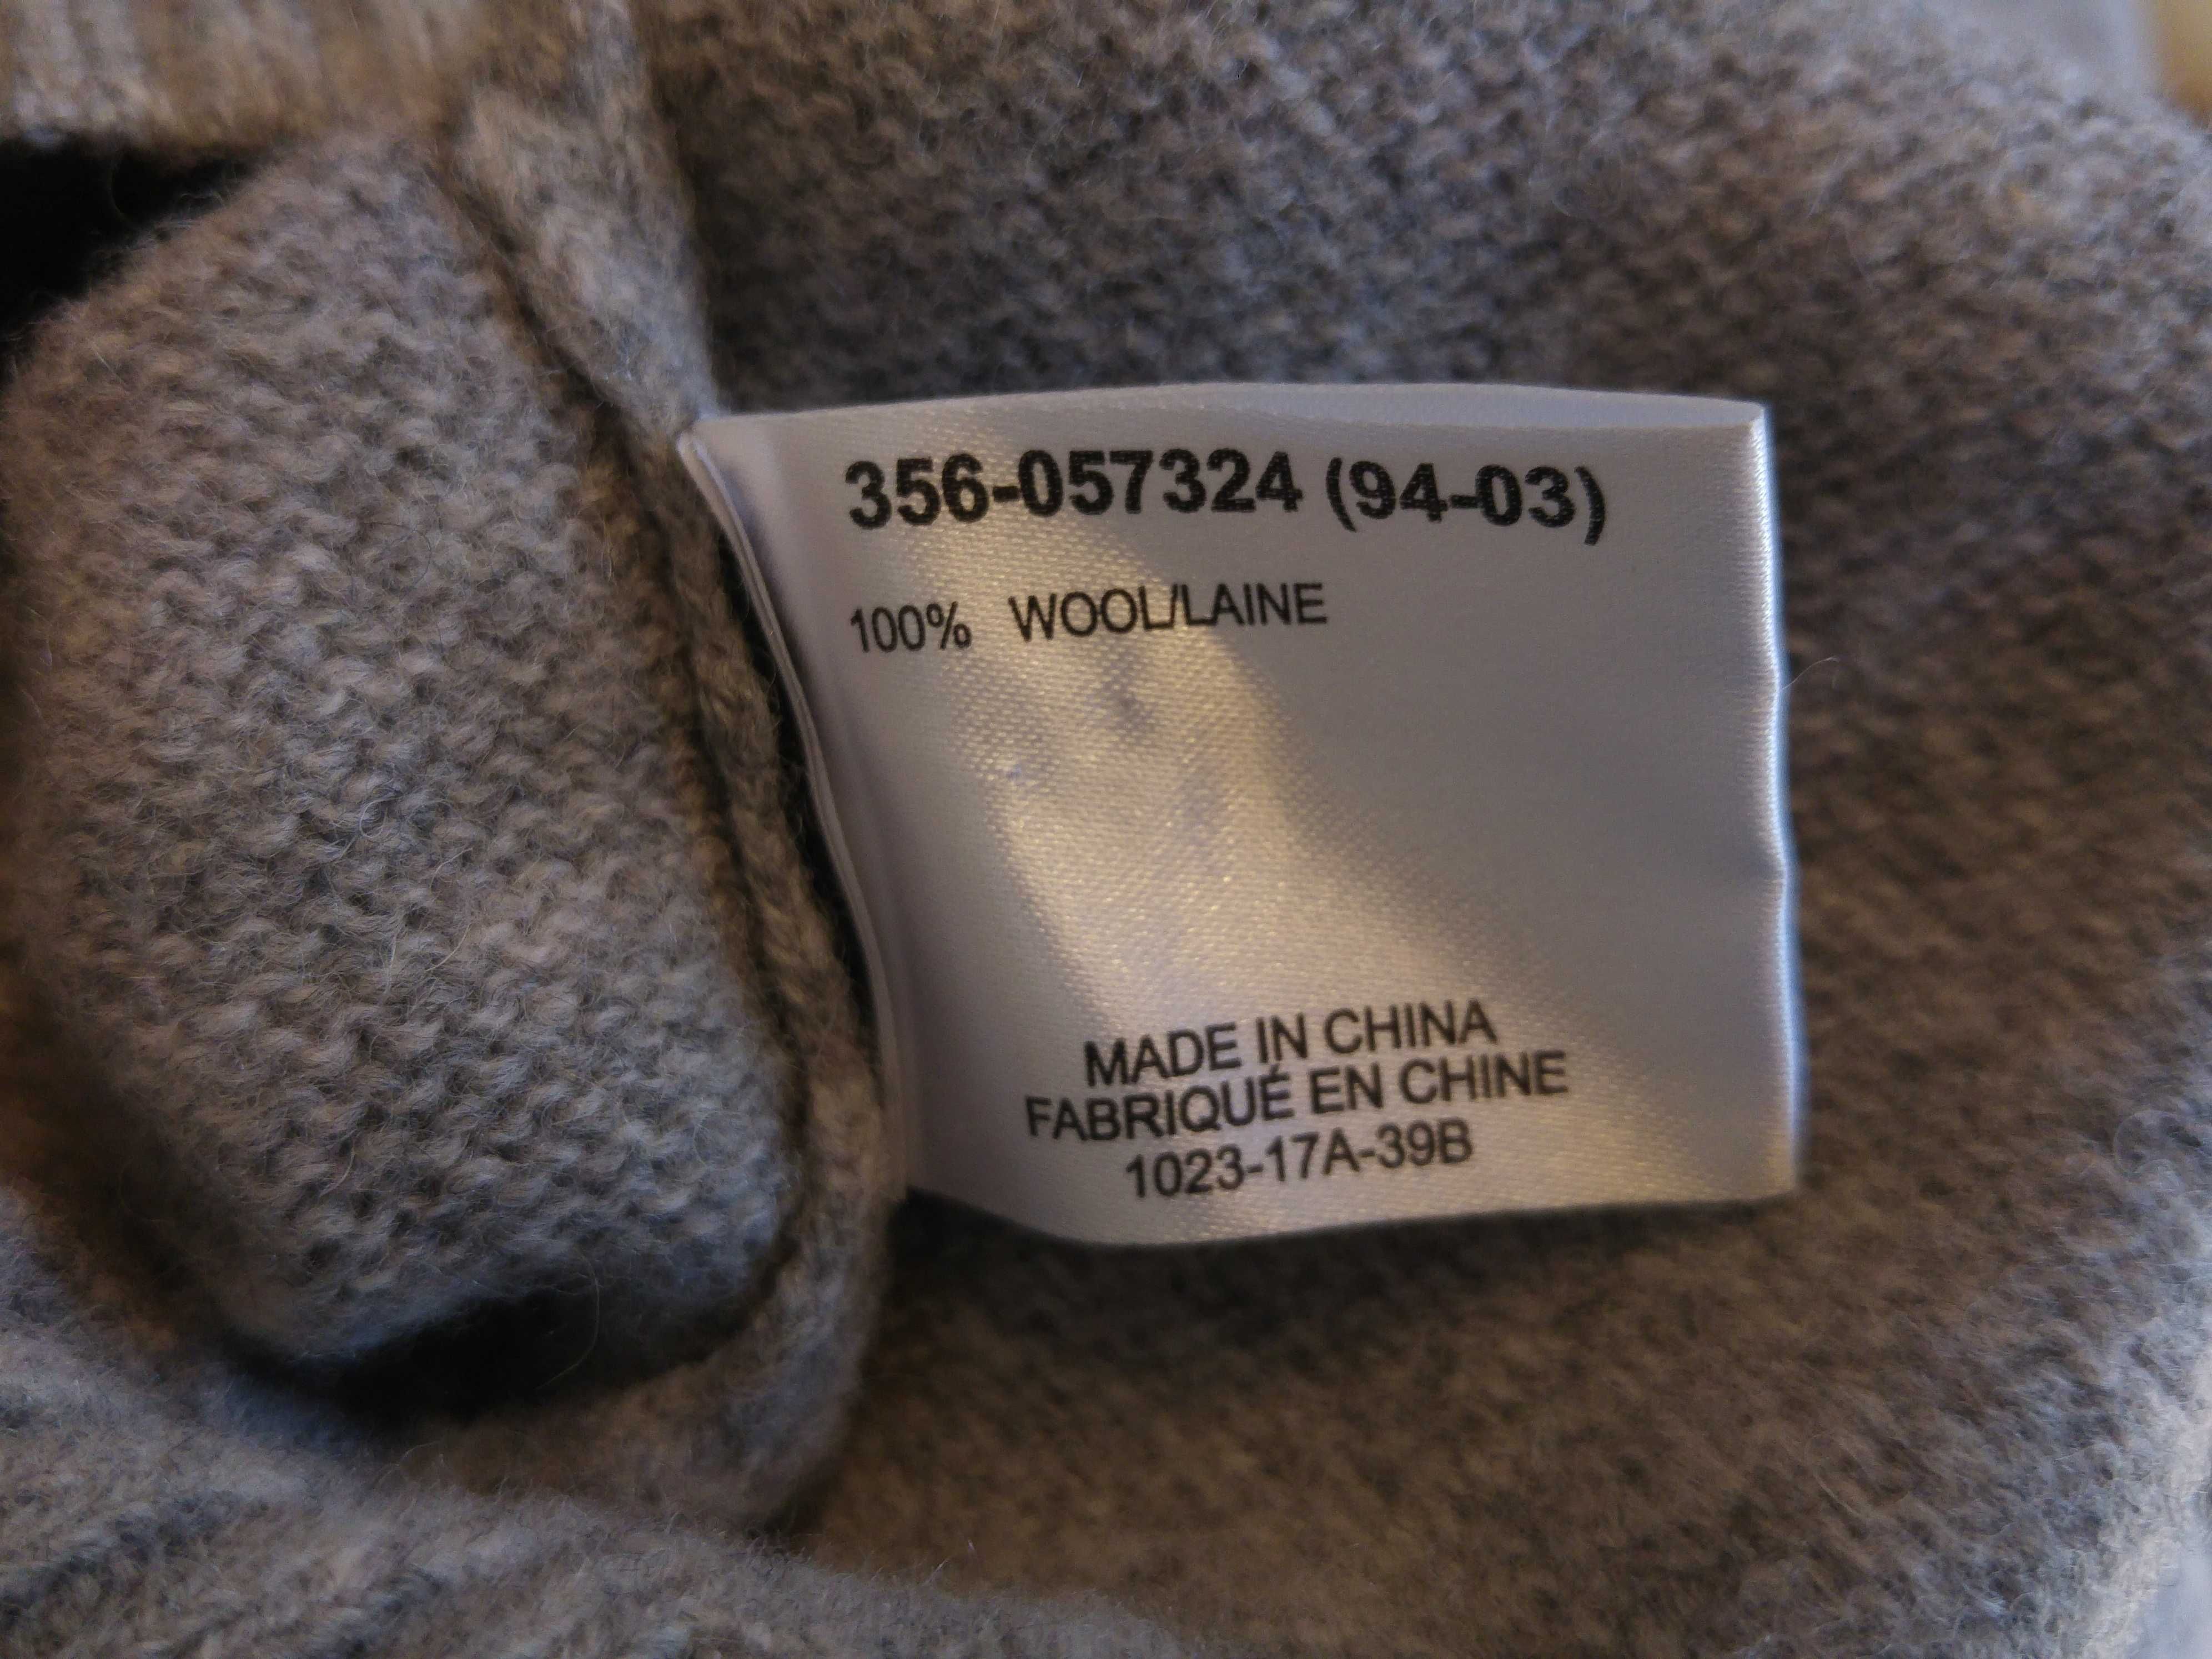 356-057324 (94-03)
100% WOOL/LAINE
MADE IN CHINA
FABRIQUÉ EN CHINE
1023-17A-39B